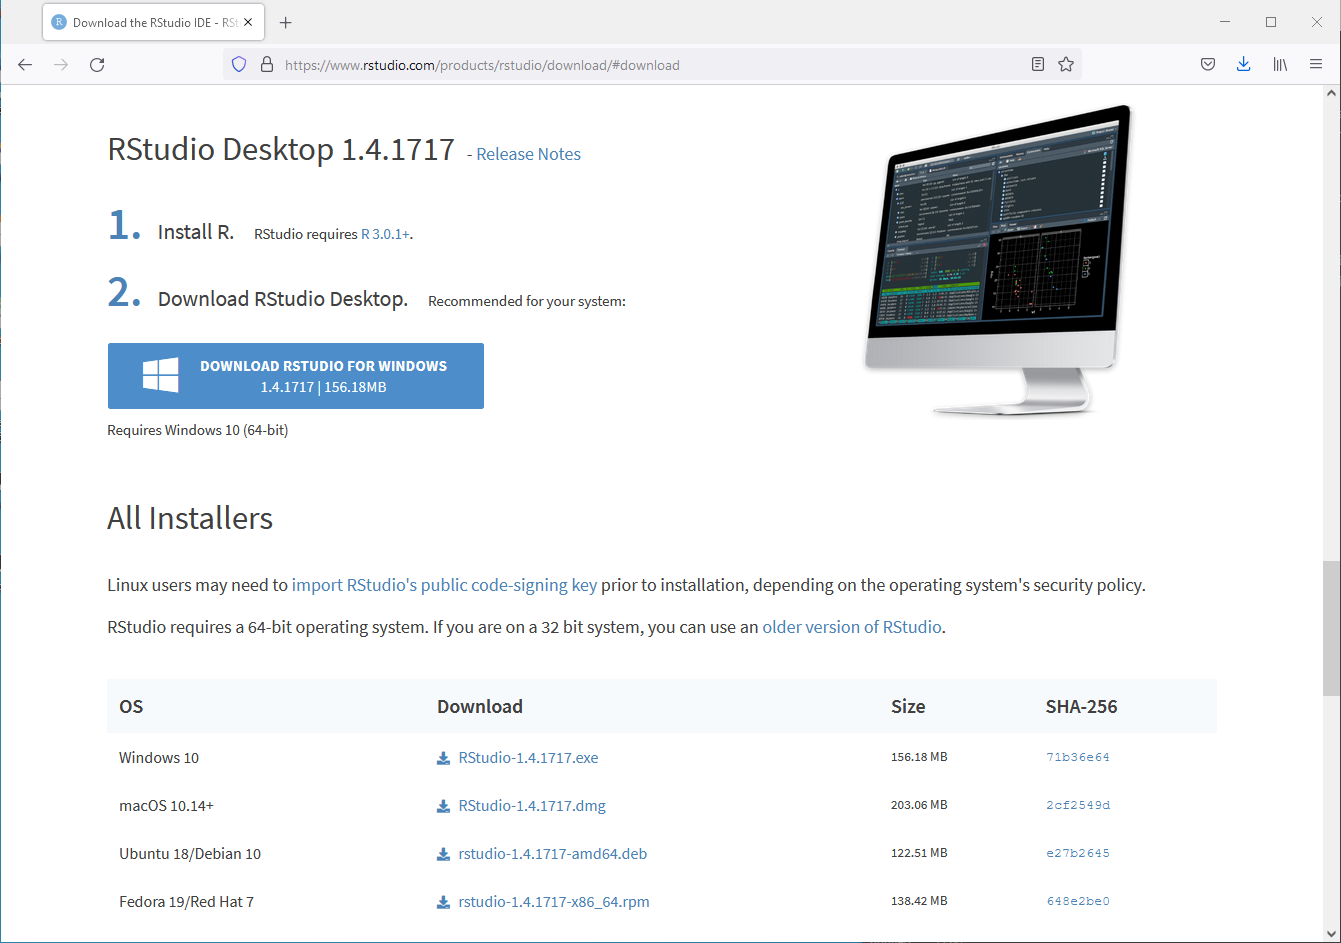 Download the RStudio IDE - RSt
https://www.rstudio.com/products/rstudio/download/#download
RStudio Desktop 1.4.1717 - Release Notes
1. Install R. RStudio requires R 3.0.1+.
2. Download RStudio Desktop. Recommended for your system:
DOWNLOAD RSTUDIO FOR WINDOWS
1.4.1717 | 156.18MB
Requires Windows 10 (64-bit)
All Installers
Linux users may need to import RStudio's public code-signing key prior to installation, depending on the operating system's security policy.
RStudio requires a 64-bit operating system. If you are on a 32 bit system, you can use an older version of RStudio.
OS Download Size SHA-256
Windows 10 RStudio-1.4.1717.exe 156.18 MB 71b36e64
macOS 10.14+ RStudio-1.4.1717.dmg 203.06 MB 2cf2549d
Ubuntu 18/Debian 10 rstudio-1.4.1717-amd64.deb 122.51 MB e27b2645
Fedora 19/Red Hat 7 rstudio-1.4.1717-x86_64.rpm 138.42 MB 648e2be0